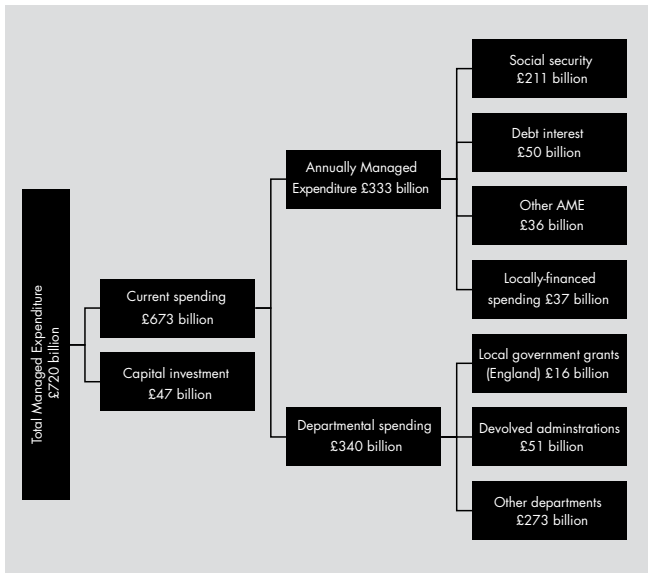 Total Managed Expenditure
£720 billion
Current spending
£673 billion
Capital investment
£47 billion
Annually Managed
Expenditure £333 billion
Departmental spending
£340 billion
Social security
£211 billion
Debt interest
£50 billion
Other AME
£36 billion
Locally-financed
spending £37 billion
Local government grants
(England) £16 billion
Devolved adminstrations
£51 billion
Other departments
£273 billion